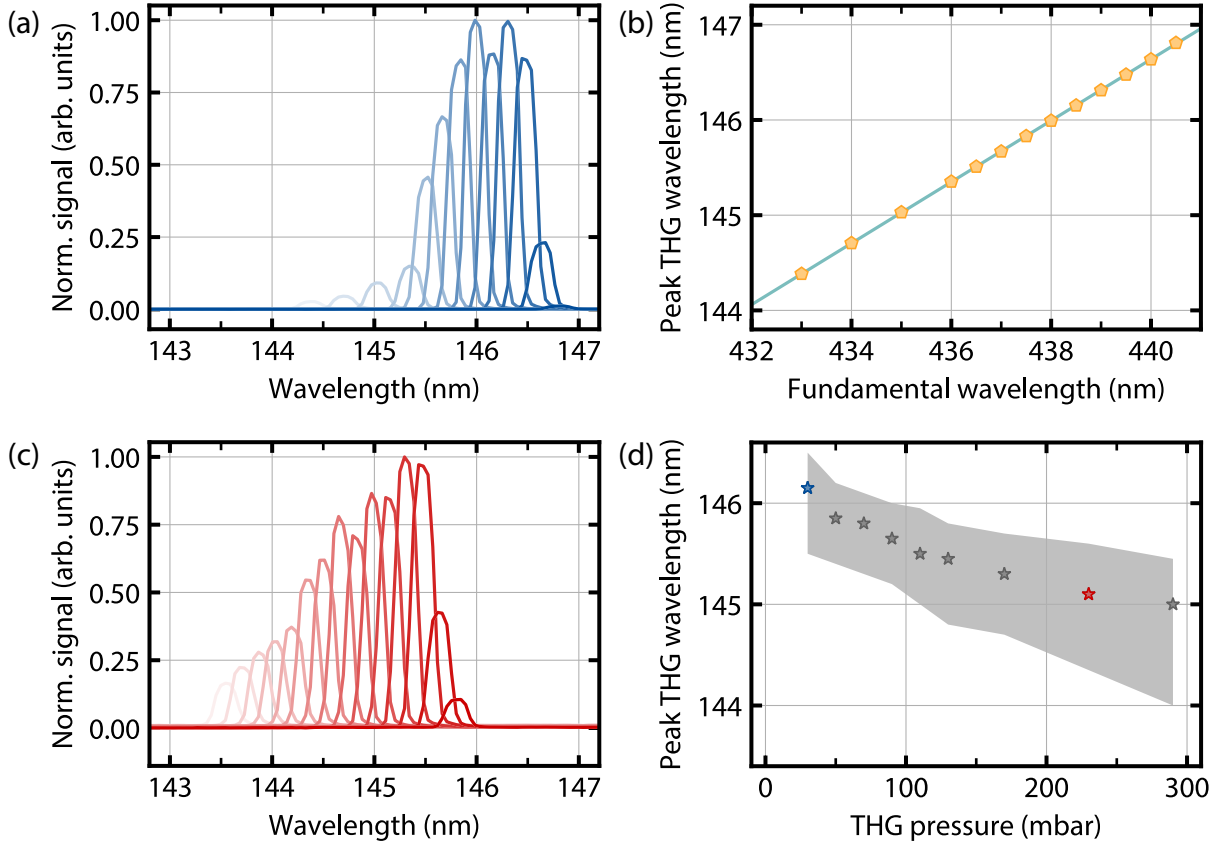 (a)
Norm. signal (arb. units)
1.00
0.75
0.50
0.25
0.00
143 144 145 146 147
Wavelength (nm)
(b)
Peak THG wavelength (nm)
147
146
145
144
432 434 436 438 440
Fundamental wavelength (nm)
(c)
Norm. signal (arb. units)
1.00
0.75
0.50
0.25
0.00
143 144 145 146 147
Wavelength (nm)
(d)
Peak THG wavelength (nm)
146
145
144
0 100 200 300
THG pressure (mbar)